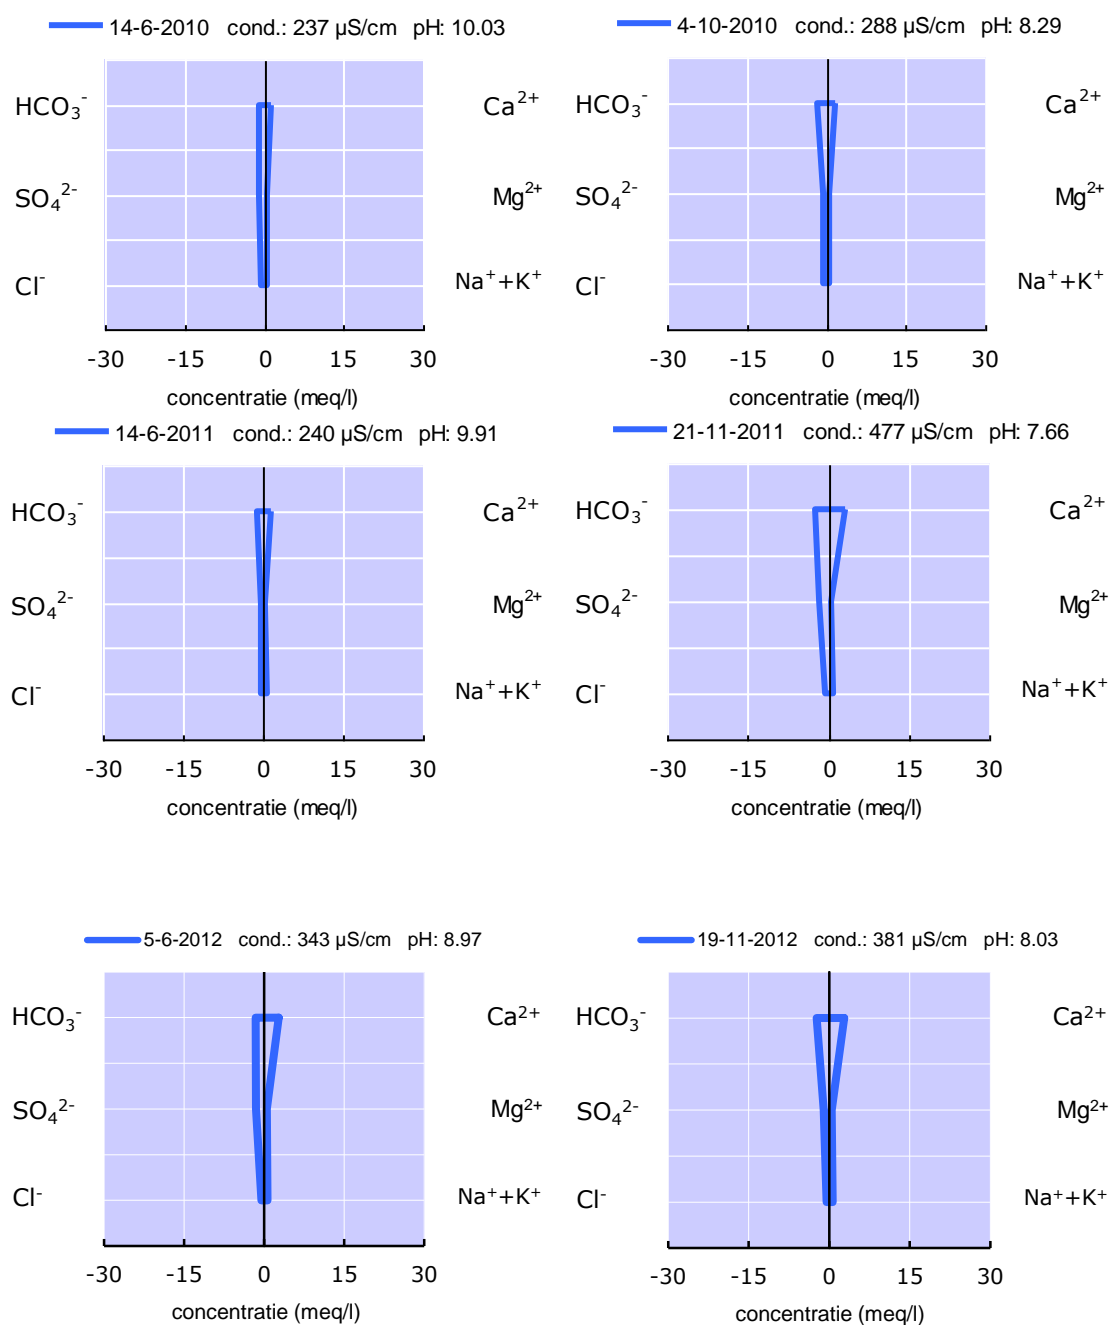 14-6-2010 cond.: 237 µS/cm pH: 10.03
HCO₃⁻ Ca²⁺
SO₄²⁻ Mg²⁺
Cl⁻ Na⁺+K⁺
-30 -15 0 15 30
concentratie (meq/l)
4-10-2010 cond.: 288 µS/cm pH: 8.29
HCO₃⁻ Ca²⁺
SO₄²⁻ Mg²⁺
Cl⁻ Na⁺+K⁺
-30 -15 0 15 30
concentratie (meq/l)
14-6-2011 cond.: 240 µS/cm pH: 9.91
HCO₃⁻ Ca²⁺
SO₄²⁻ Mg²⁺
Cl⁻ Na⁺+K⁺
-30 -15 0 15 30
concentratie (meq/l)
21-11-2011 cond.: 477 µS/cm pH: 7.66
HCO₃⁻ Ca²⁺
SO₄²⁻ Mg²⁺
Cl⁻ Na⁺+K⁺
-30 -15 0 15 30
concentratie (meq/l)
5-6-2012 cond.: 343 µS/cm pH: 8.97
HCO₃⁻ Ca²⁺
SO₄²⁻ Mg²⁺
Cl⁻ Na⁺+K⁺
-30 -15 0 15 30
concentratie (meq/l)
19-11-2012 cond.: 381 µS/cm pH: 8.03
HCO₃⁻ Ca²⁺
SO₄²⁻ Mg²⁺
Cl⁻ Na⁺+K⁺
-30 -15 0 15 30
concentratie (meq/l)